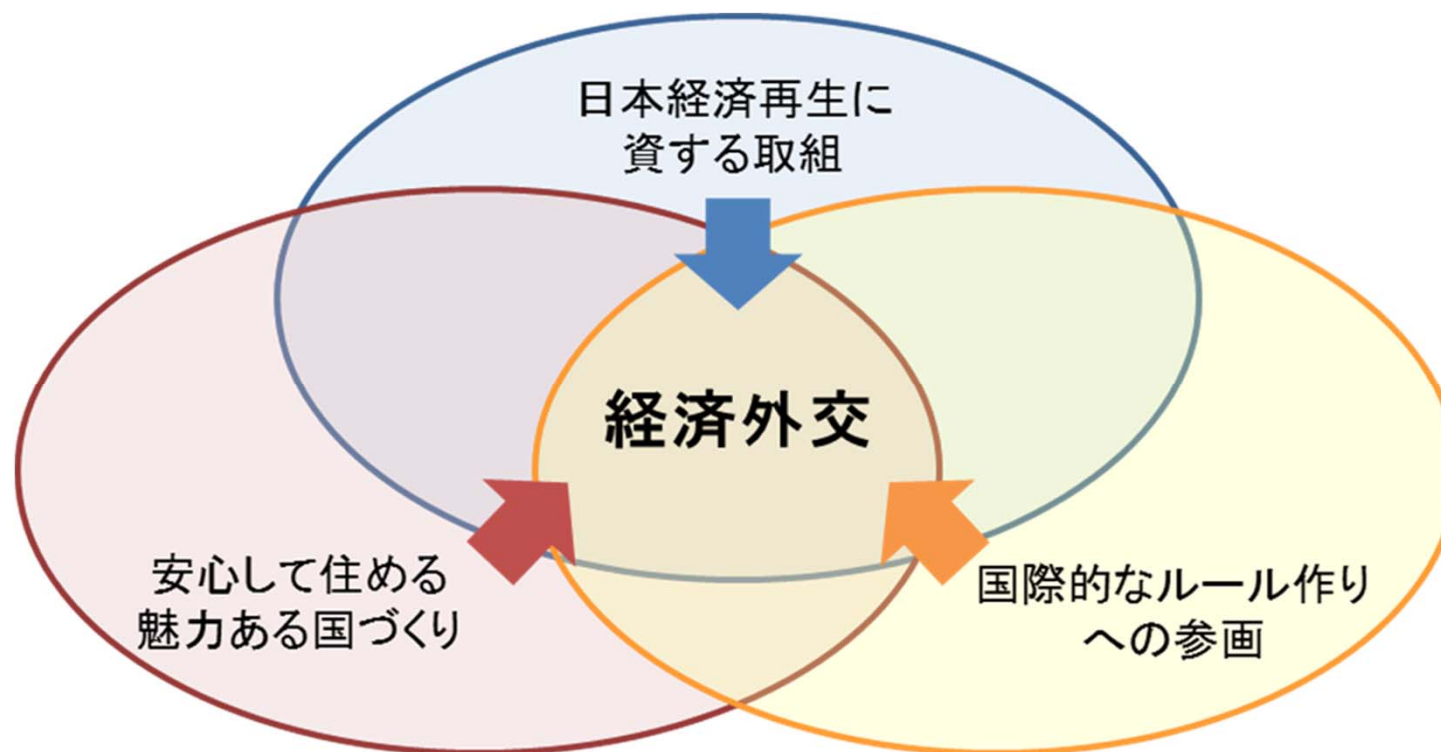 日本経済再生に
資する取組
経済外交
安心して住める
魅力ある国づくり
国際的なルール作り
への参画